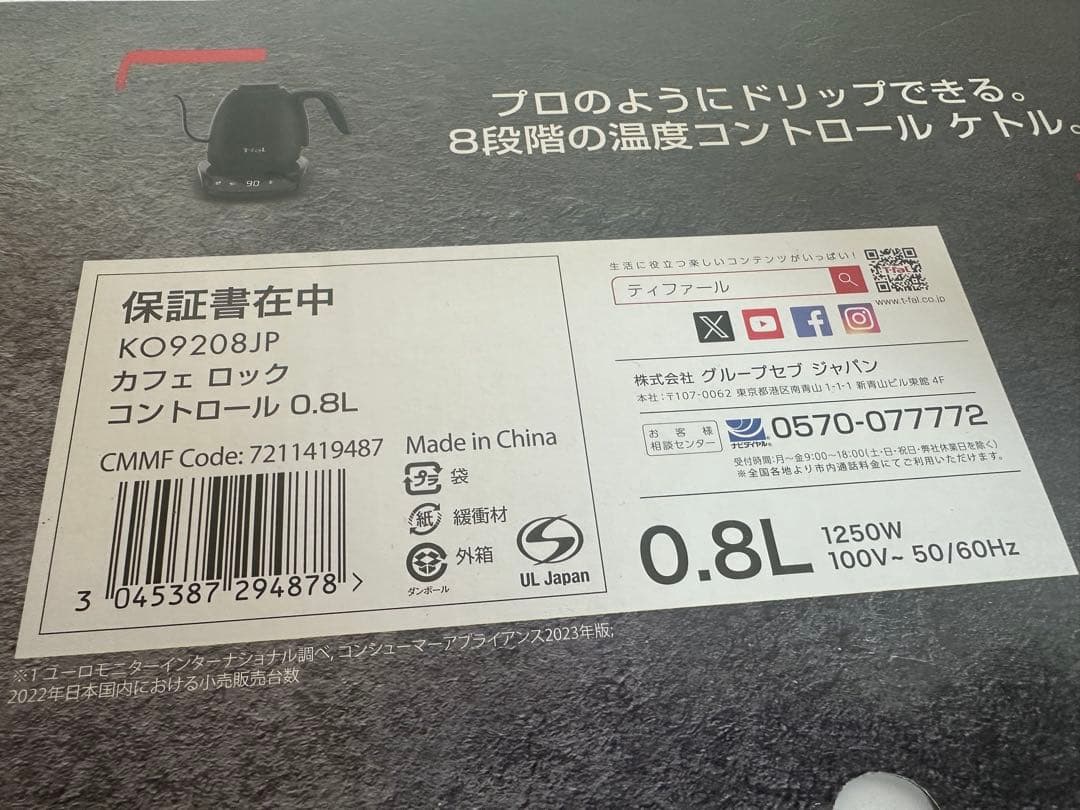 プロのようにドリップできる。
8段階の温度コントロール ケトル。
T-fal
90
保証書在中
KO9208JP
カフェ ロック
コントロール 0.8L
CMMF Code: 7211419487
3 045387 294878 >
Made in China
プラ 袋
紙 緩衝材
外箱
ダンボール
UL Japan
生活に役立つ楽しいコンテンツがいっぱい!
ティファール
T-fal
www.t-fal.co.jp
株式会社 グループセブ ジャパン
本社:〒107-0062 東京都港区南青山 1-1-1 新青山ビル東館 4F
お客様
相談センター
ナビダイヤル®
0570-077772
受付時間:月~金9:00~18:00(土・日・祝日・弊社休業日を除く)
※全国各地より市内通話料金にてご利用いただけます。
0.8L
1250W
100V~ 50/60Hz
※1 ユーロモニターインターナショナル調べ, コンシューマーアプライアンス2023年版;
2022年日本国内における小売販売台数